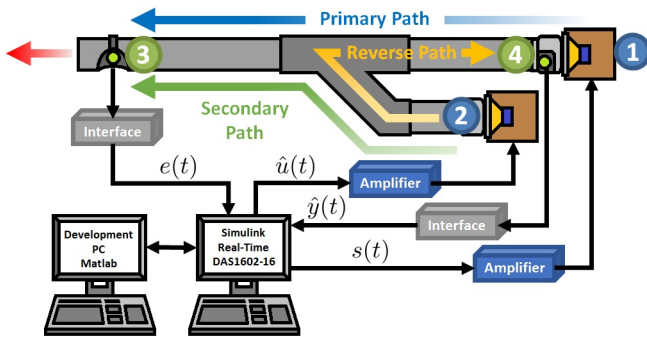 Primary Path
1
3
Reverse Path
4
2
Secondary
Path
Interface
e(t)
û(t)
Amplifier
ŷ(t)
Interface
s(t)
Amplifier
Development
PC
Matlab
Simulink
Real-Time
DAS1602-16